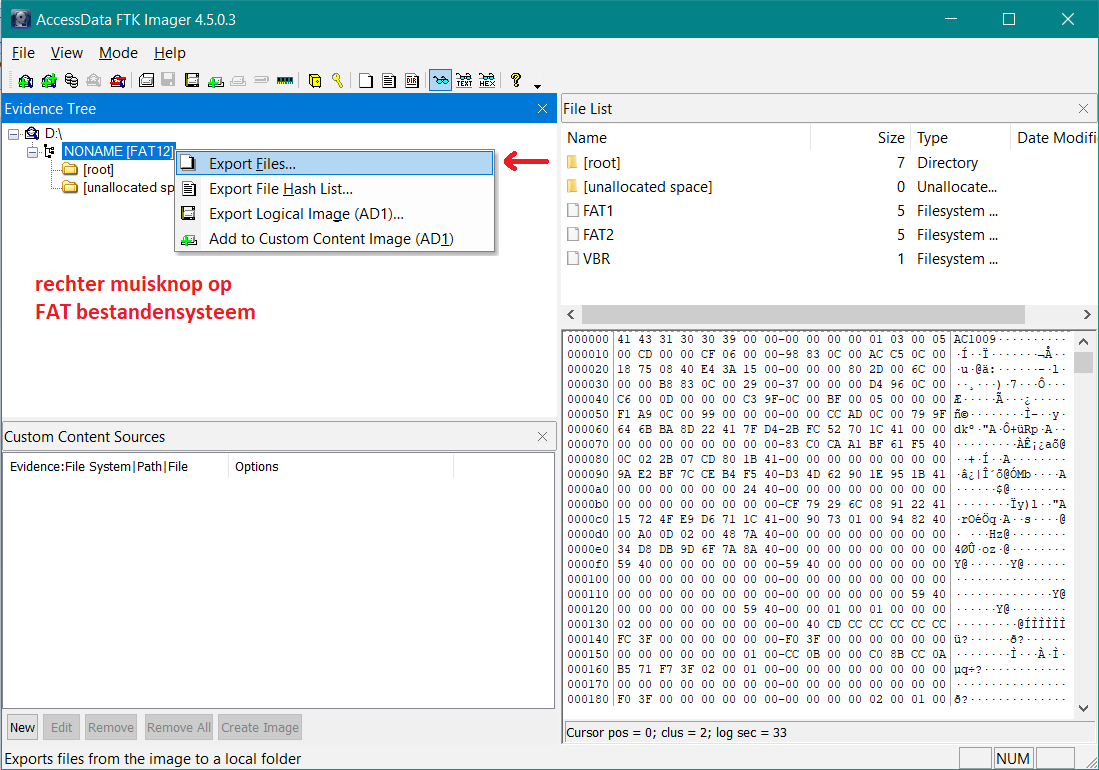 AccessData FTK Imager 4.5.0.3
File View Mode Help
Evidence Tree
D:\
NONAME [FAT12]
[root]
[unallocated sp
Export Files...
Export File Hash List...
Export Logical Image (AD1)...
Add to Custom Content Image (AD1)
rechter muisknop op
FAT bestandensysteem
Custom Content Sources
Evidence:File System|Path|File Options
New Edit Remove Remove All Create Image
File List
Name Size Type Date Modifi
[root] 7 Directory
[unallocated space] 0 Unallocate...
FAT1 5 Filesystem ...
FAT2 5 Filesystem ...
VBR 1 Filesystem ...
000000 41 43 31 30 30 39 00 00-00 00 00 00 01 03 00 05 AC1009··········
000010 00 CD 00 00 CF 06 00 00-98 83 0C 00 AC C5 0C 00 ·Í··Ï·······¬Å··
000020 18 75 08 40 E4 3A 15 00-00 00 00 80 2D 00 6C 00 ·u·@ä:······-·l·
000030 00 00 B8 83 0C 00 29 00-37 00 00 00 D4 96 0C 00 ··¸···)·7···Ô···
000040 C6 00 0D 00 00 00 C3 9F-0C 00 BF 00 05 00 00 00 Æ·····Ã···¿·····
000050 F1 A9 0C 00 99 00 00 00-00 00 CC AD 0C 00 79 9F
000060 64 6B BA 8D 22 41 7F D4-2B FC 52 70 1C 41 00 00 dkº·"A·Ô+üRp·A··
000070 00 00 00 00 00 00 00 00-83 C0 CA A1 BF 61 F5 40
000080 0C 02 2B 07 CD 80 1B 41-00 00 00 00 00 00 00 00 ··+·Í··A········
000090 9A E2 BF 7C CE B4 F5 40-D3 4D 62 90 1E 95 1B 41 ·â¿|Î´õ@ÓMb····A
0000a0 00 00 00 00 00 00 24 40-00 00 00 00 00 00 00 00 ······$@········
0000b0 00 00 00 00 00 00 00 00-CF 79 29 6C 08 91 22 41 ········Ïy)l··"A
0000c0 15 72 4F E9 D6 71 1C 41-00 90 73 01 00 94 82 40 ·rOéÖq·A··s····@
0000d0 00 A0 0D 02 00 48 7A 40-00 00 00 00 00 00 00 00 · ···Hz@········
0000e0 34 D8 DB 9D 6F 7A 8A 40-00 00 00 00 00 00 00 00 4ØÛ·oz·@········
0000f0 59 40 00 00 00 00 00 00-59 40 00 00 00 00 00 00 Y@······Y@······
000100 00 00 00 00 00 00 00 00-00 00 00 00 00 00 00 00 ················
000110 00 00 00 00 00 00 00 00-00 00 00 00 00 00 59 40 ··············Y@
000120 00 00 00 00 00 00 59 40-00 00 01 00 01 00 00 00 ······Y@········
000130 02 00 00 00 00 00 00 00-00 40 CD CC CC CC CC CC ·········@ÍÌÌÌÌÌ
000140 FC 3F 00 00 00 00 00 00-F0 3F 00 00 00 00 00 00 ü?······ð?······
000150 00 00 00 00 00 00 01 00-CC 0B 00 00 C0 8B CC 0A ········Ì···À·Ì·
000160 B5 71 F7 3F 02 00 01 00-00 00 00 00 00 00 00 00 µq÷?············
000170 00 00 00 00 00 00 00 00-00 00 00 00 00 00 00 00 ················
000180 F0 3F 00 00 00 00 00 00-00 00 00 00 02 00 01 00 ð?··············
Cursor pos = 0; clus = 2; log sec = 33
Exports files from the image to a local folder
NUM